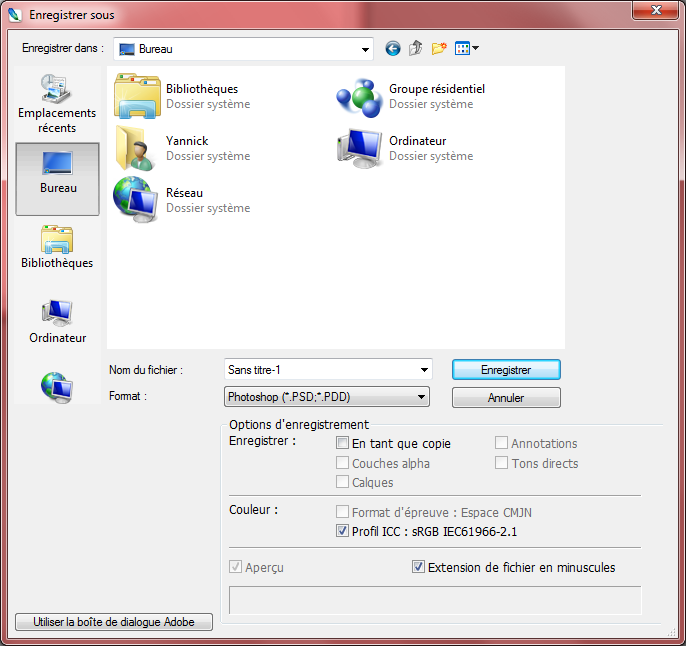 Enregistrer sous
Enregistrer dans :
Bureau
Emplacements
récents
Bureau
Bibliothèques
Ordinateur
Bibliothèques
Dossier système
Groupe résidentiel
Dossier système
Yannick
Dossier système
Ordinateur
Dossier système
Réseau
Dossier système
Nom du fichier :
Sans titre-1
Enregistrer
Format :
Photoshop (*.PSD;*.PDD)
Annuler
Options d'enregistrement
Enregistrer :
En tant que copie
Annotations
Couches alpha
Tons directs
Calques
Couleur :
Format d'épreuve : Espace CMJN
Profil ICC : sRGB IEC61966-2.1
Aperçu
Extension de fichier en minuscules
Utiliser la boîte de dialogue Adobe